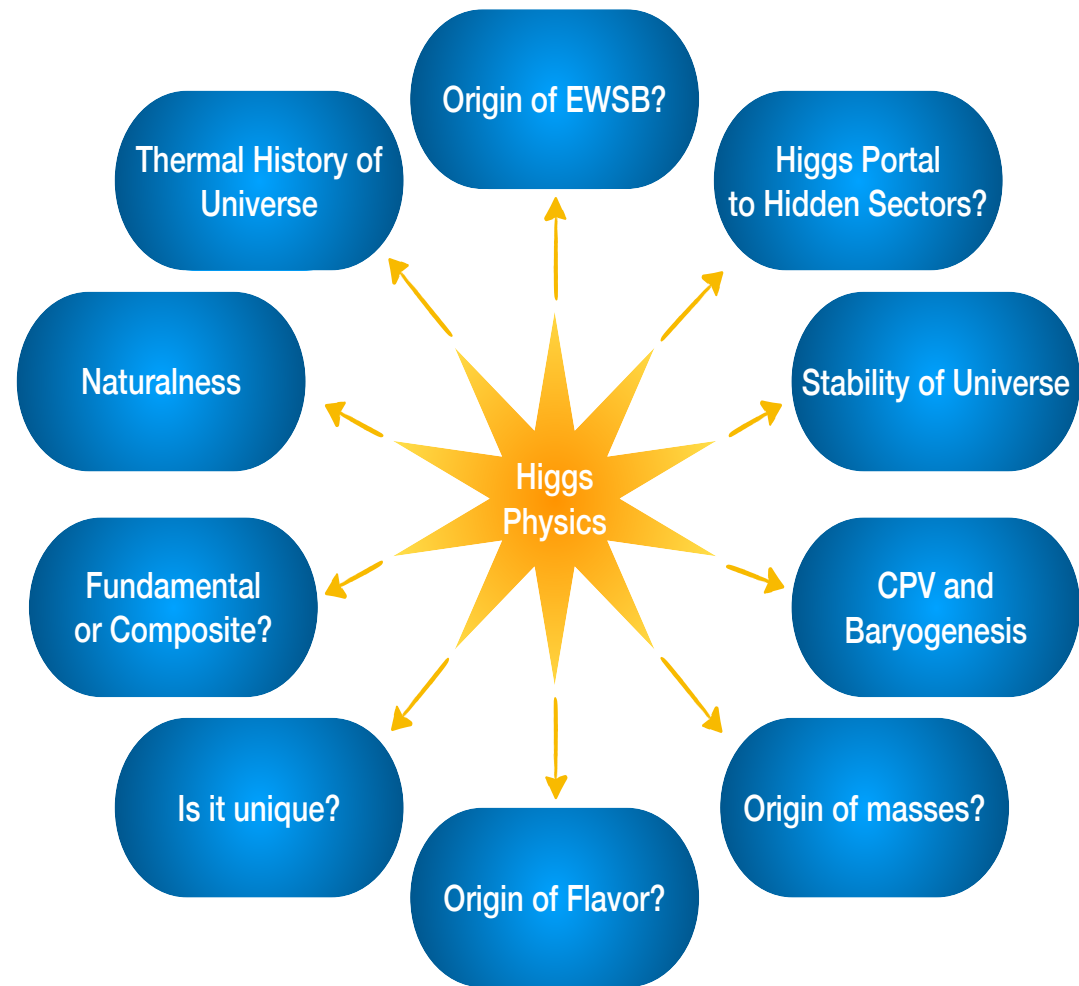 Origin of EWSB?
Thermal History of
Universe
Higgs Portal
to Hidden Sectors?
Naturalness
Stability of Universe
Higgs
Physics
Fundamental
or Composite?
CPV and
Baryogenesis
Is it unique?
Origin of masses?
Origin of Flavor?